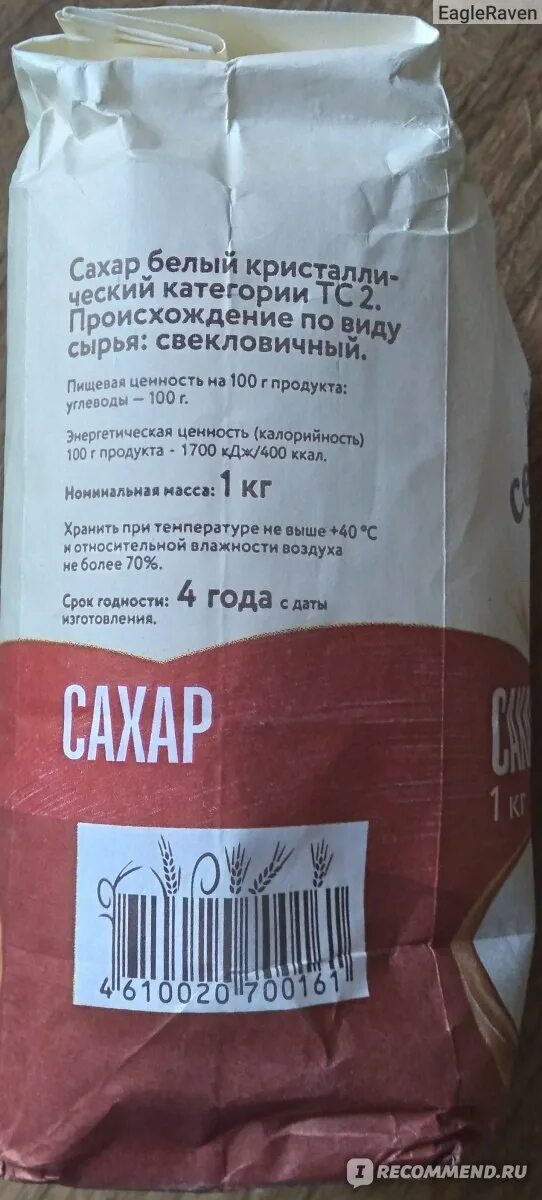 EagleRaven
Сахар белый кристалли-
ческий категории ТС 2.
Происхождение по виду
сырья: свекловичный.
Пищевая ценность на 100 г продукта:
углеводы – 100 г.
Энергетическая ценность (калорийность)
100 г продукта - 1700 кДж/400 ккал.
Номинальная масса: 1 кг
Хранить при температуре не выше +40 °С
и относительной влажности воздуха
не более 70%.
Срок годности: 4 года с даты
изготовления.
САХАР
1 кг
4610020700161
I RECOMMEND.RU